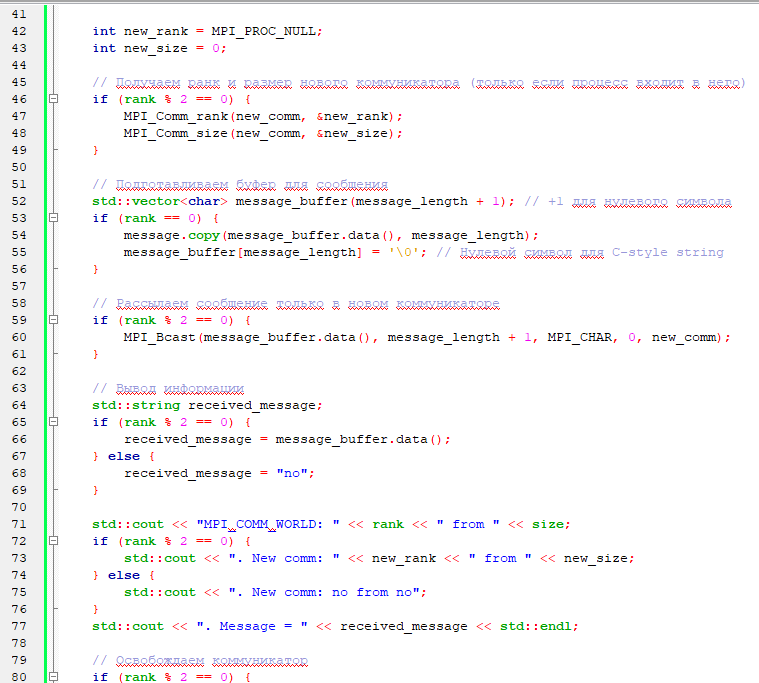 41
42 int new_rank = MPI_PROC_NULL;
43 int new_size = 0;
44
45 // Получаем ранк и размер нового коммуникатора (только если процесс входит в него)
46 if (rank % 2 == 0) {
47 MPI_Comm_rank(new_comm, &new_rank);
48 MPI_Comm_size(new_comm, &new_size);
49 }
50
51 // Подготавливаем буфер для сообщения
52 std::vector<char> message_buffer(message_length + 1); // +1 для нулевого символа
53 if (rank == 0) {
54 message.copy(message_buffer.data(), message_length);
55 message_buffer[message_length] = '\0'; // Нулевой символ для C-style string
56 }
57
58 // Рассылаем сообщение только в новом коммуникаторе
59 if (rank % 2 == 0) {
60 MPI_Bcast(message_buffer.data(), message_length + 1, MPI_CHAR, 0, new_comm);
61 }
62
63 // Вывод информации
64 std::string received_message;
65 if (rank % 2 == 0) {
66 received_message = message_buffer.data();
67 } else {
68 received_message = "no";
69 }
70
71 std::cout << "MPI_COMM_WORLD: " << rank << " from " << size;
72 if (rank % 2 == 0) {
73 std::cout << ". New comm: " << new_rank << " from " << new_size;
74 } else {
75 std::cout << ". New comm: no from no";
76 }
77 std::cout << ". Message = " << received_message << std::endl;
78
79 // Освобождаем коммуникатор
80 if (rank % 2 == 0) {